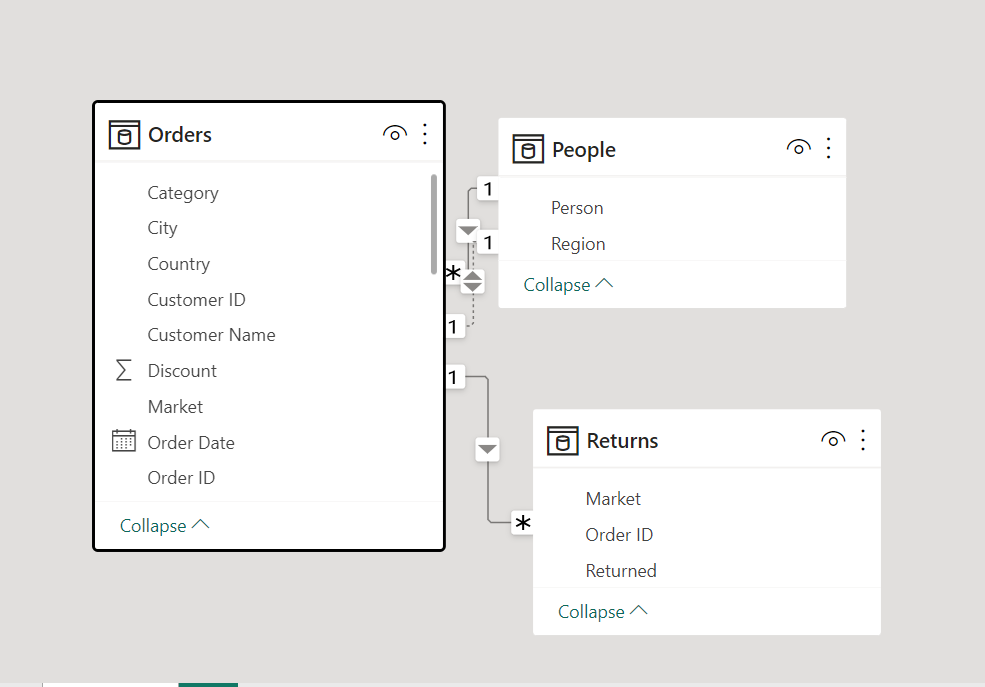 Orders
Category
City
Country
Customer ID
Customer Name
Discount
Market
Order Date
Order ID
Collapse
People
Person
Region
Collapse
1
1
*
1
1
*
Returns
Market
Order ID
Returned
Collapse